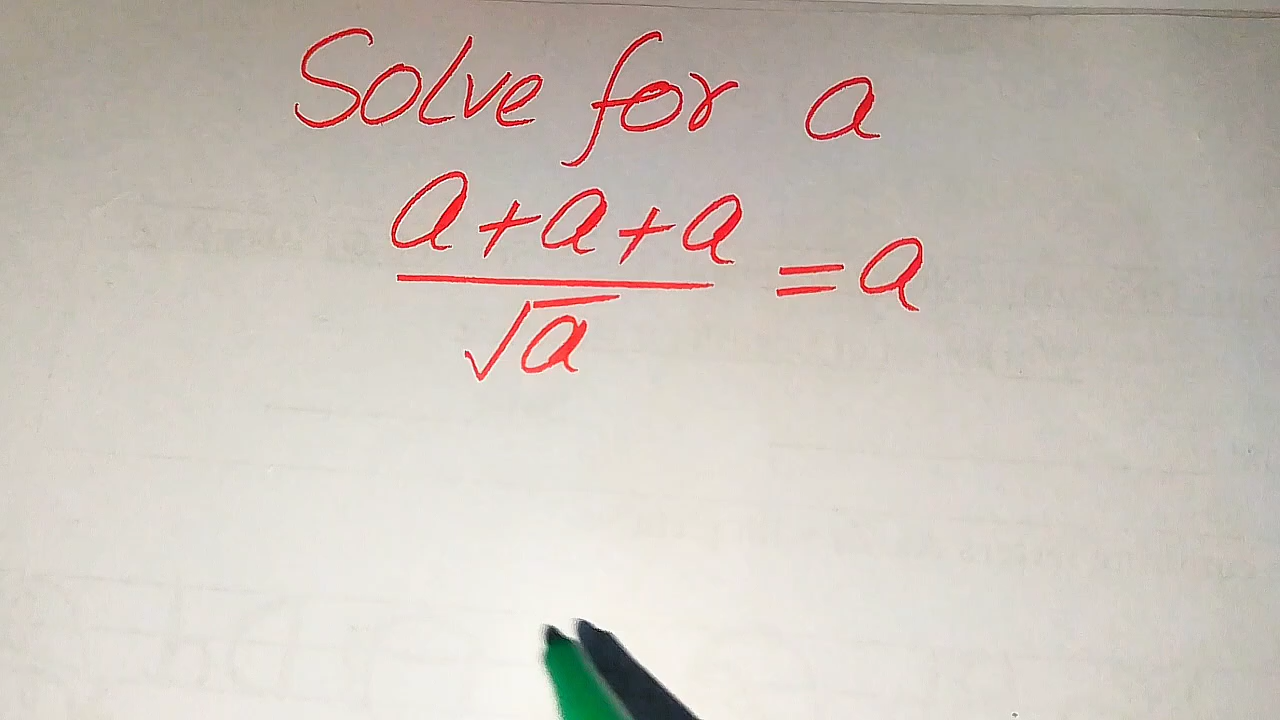 Solve for a
a+a+a
——— = a
√a